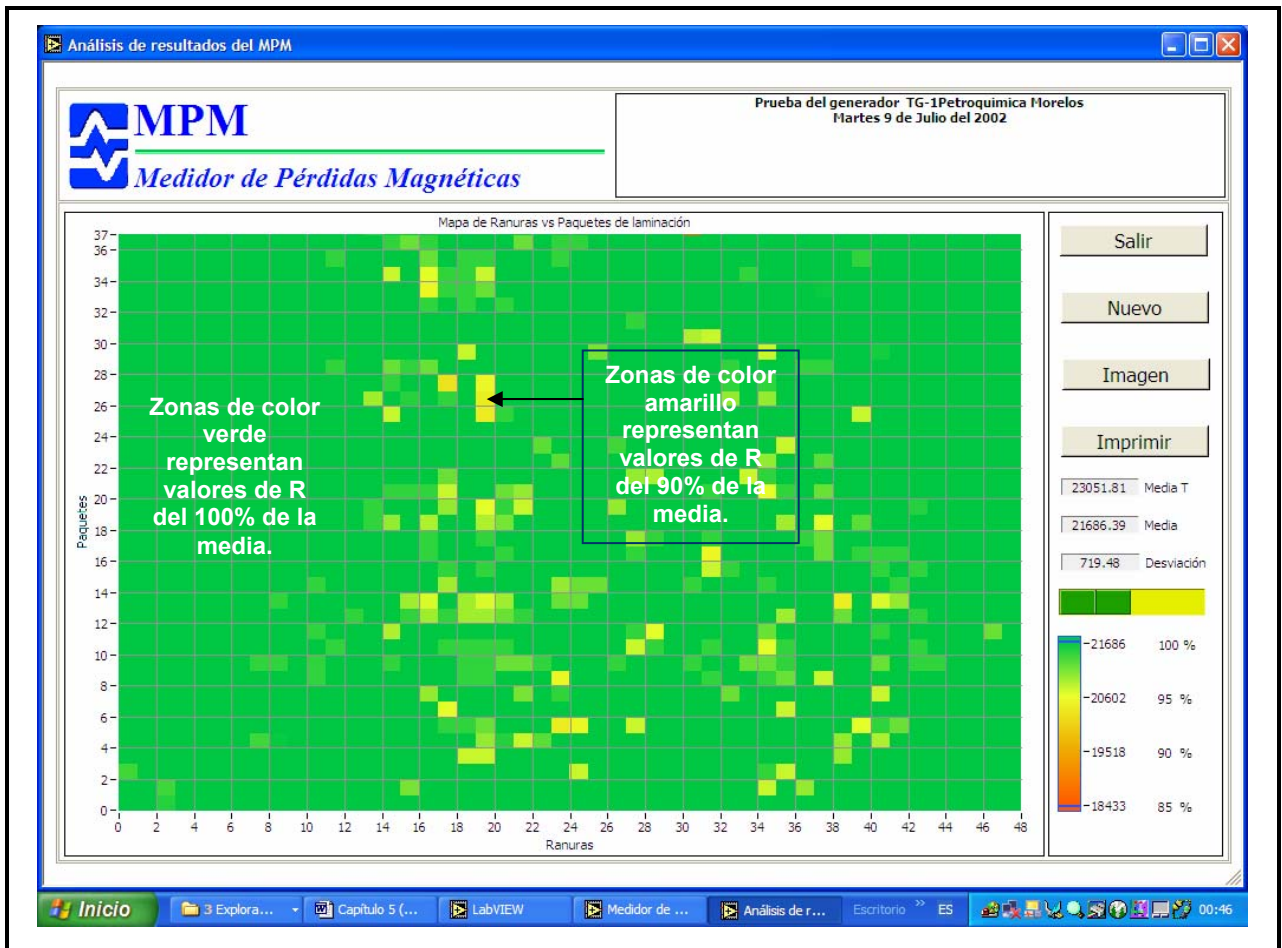 Análisis de resultados del MPM
MPM
Medidor de Pérdidas Magnéticas
Prueba del generador TG-1Petroquimica Morelos
Martes 9 de Julio del 2002
Mapa de Ranuras vs Paquetes de laminación
37
36
34
32
30
28
26
24
22
20
18
16
14
12
10
8
6
4
2
0
Paquetes
0 2 4 6 8 10 12 14 16 18 20 22 24 26 28 30 32 34 36 38 40 42 44 46 48
Ranuras
Zonas de color
verde
representan
valores de R
del 100% de la
media.
Zonas de color
amarillo
representan
valores de R
del 90% de la
media.
Salir
Nuevo
Imagen
Imprimir
23051.81 Media T
21686.39 Media
719.48 Desviación
21686 100 %
20602 95 %
19518 90 %
18433 85 %
Inicio
3 Explora...
Capítulo 5 (...
LabVIEW
Medidor de ...
Análisis de r...
Escritorio »
ES
00:46